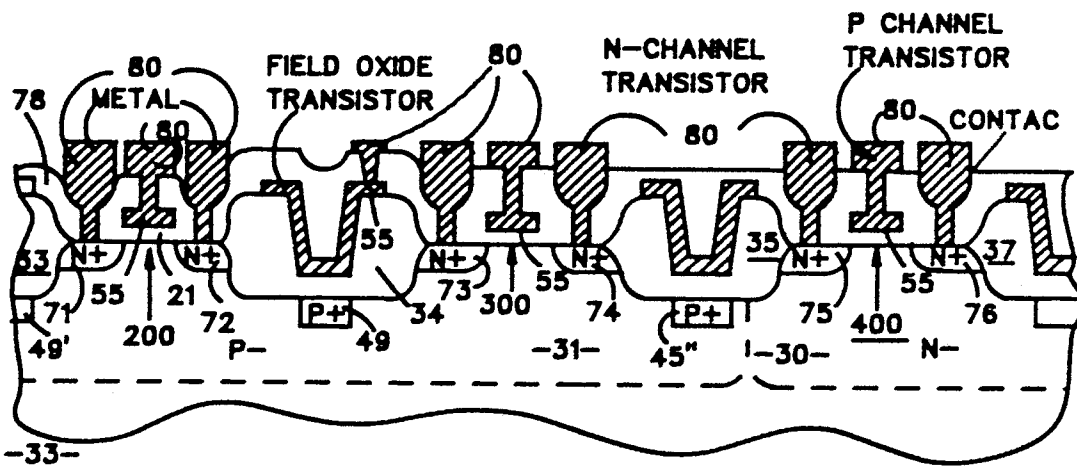 P CHANNEL
TRANSISTOR
N-CHANNEL
TRANSISTOR
80
FIELD OXIDE
TRANSISTOR
80
METAL
78
80
80
80
CONTAC
55
53
N+
N+
N+
55
N+
35
N+
55
N+
37
71
55
21
72
73
300
74
75
400
76
200
P+
49
34
P+
45"
49'
P-
-31-
-30-
N-
-33-